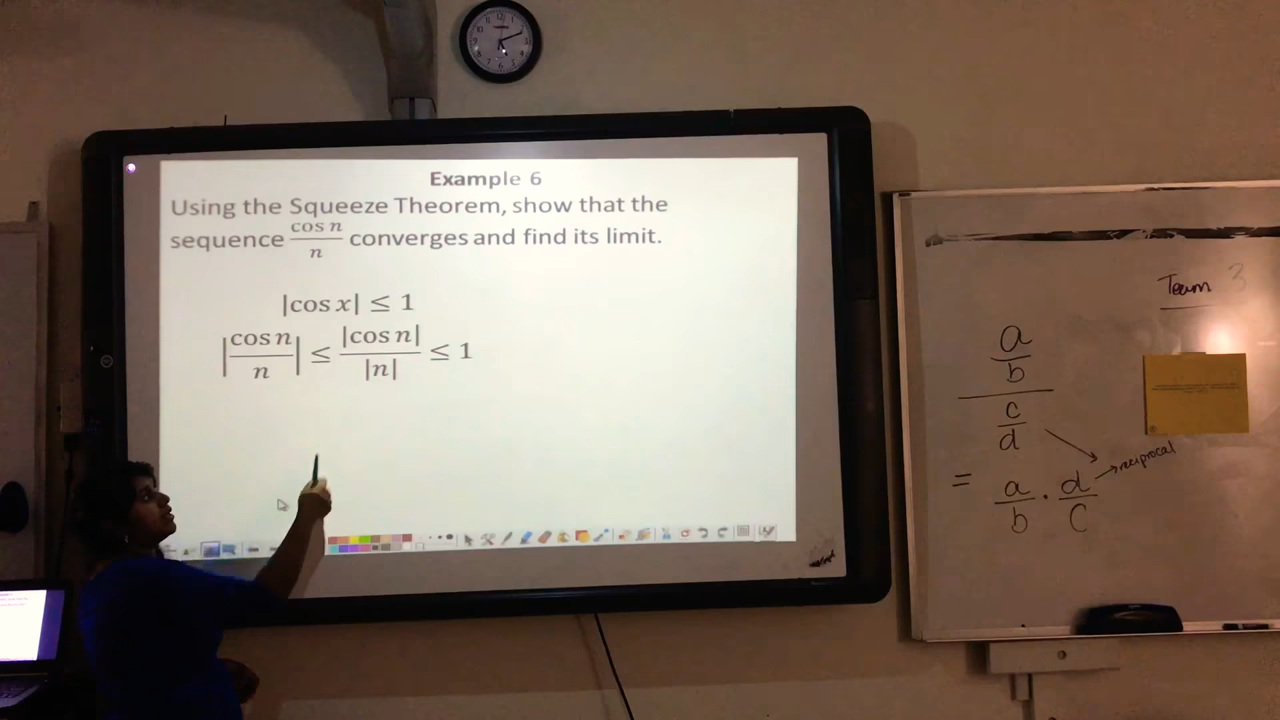 Example 6
Using the Squeeze Theorem, show that the
sequence cos n / n converges and find its limit.
|cos x| ≤ 1
|cos n / n| ≤ |cos n| / |n| ≤ 1
Team 3
a
b
c
d
reciprocal
= a/b · d/c